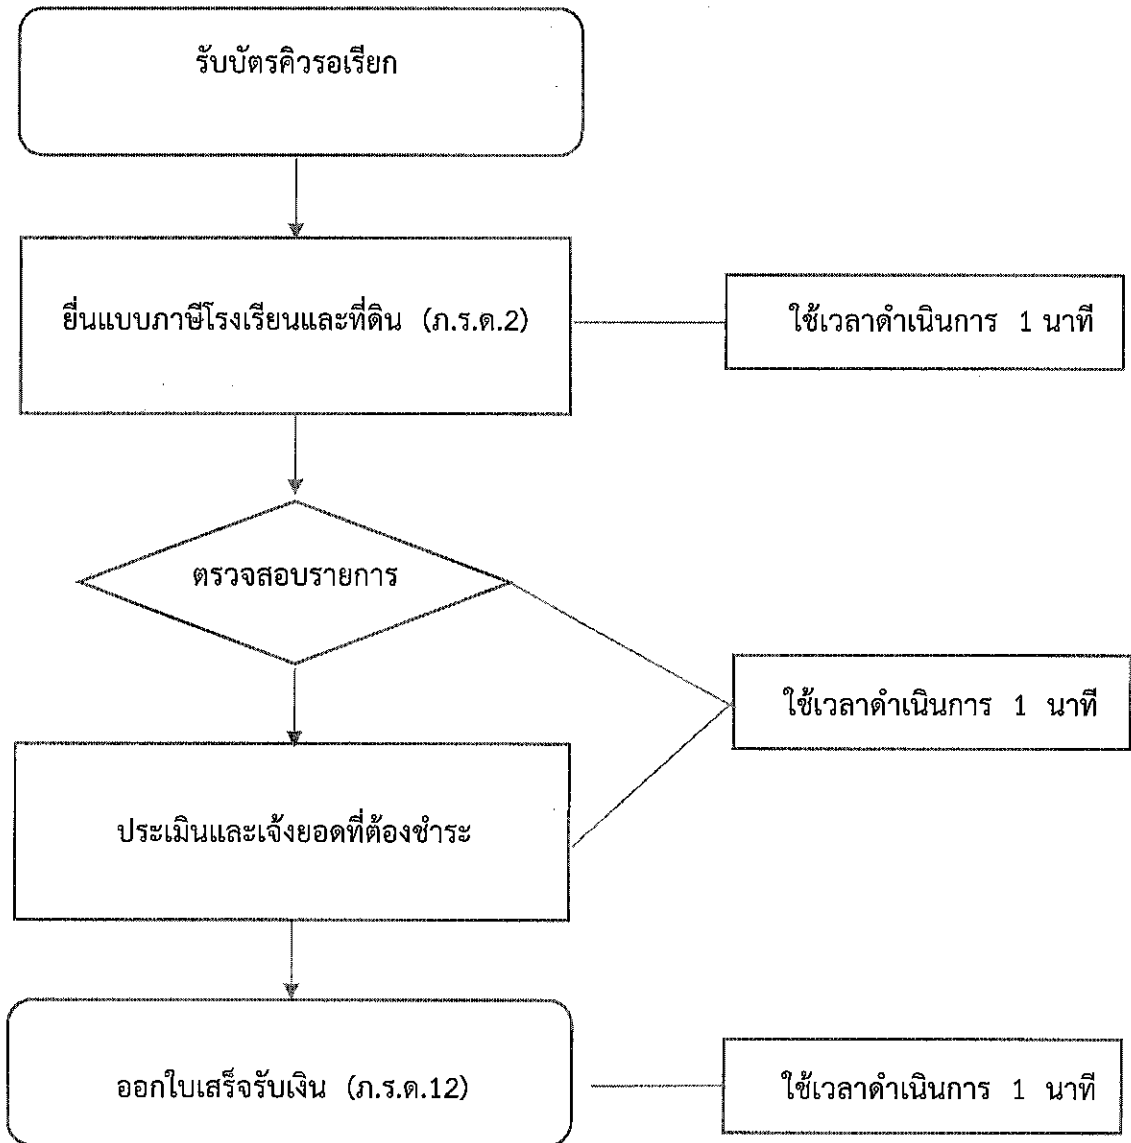 รับบัตรคิวรอเรียก
ยื่นแบบภาษีโรงเรียนและที่ดิน (ภ.ร.ด.2)
ใช้เวลาดำเนินการ 1 นาที
ตรวจสอบรายการ
ใช้เวลาดำเนินการ 1 นาที
ประเมินและเจ้งยอดที่ต้องชำระ
ออกใบเสร็จรับเงิน (ภ.ร.ด.12)
ใช้เวลาดำเนินการ 1 นาที